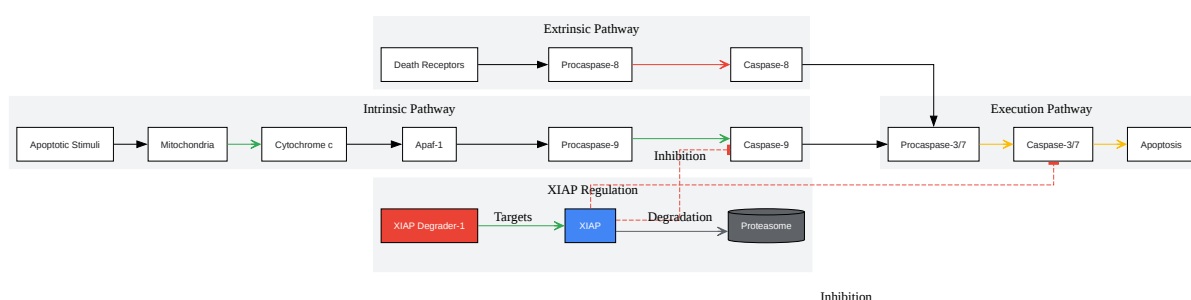 Extrinsic Pathway
Death Receptors
Procaspase-8
Caspase-8
Intrinsic Pathway
Execution Pathway
Apoptotic Stimuli
Mitochondria
Cytochrome c
Apaf-1
Procaspase-9
Caspase-9
Procaspase-3/7
Caspase-3/7
Apoptosis
Inhibition
XIAP Regulation
XIAP Degrader-1
Targets
XIAP
Degradation
Proteasome
Inhibition